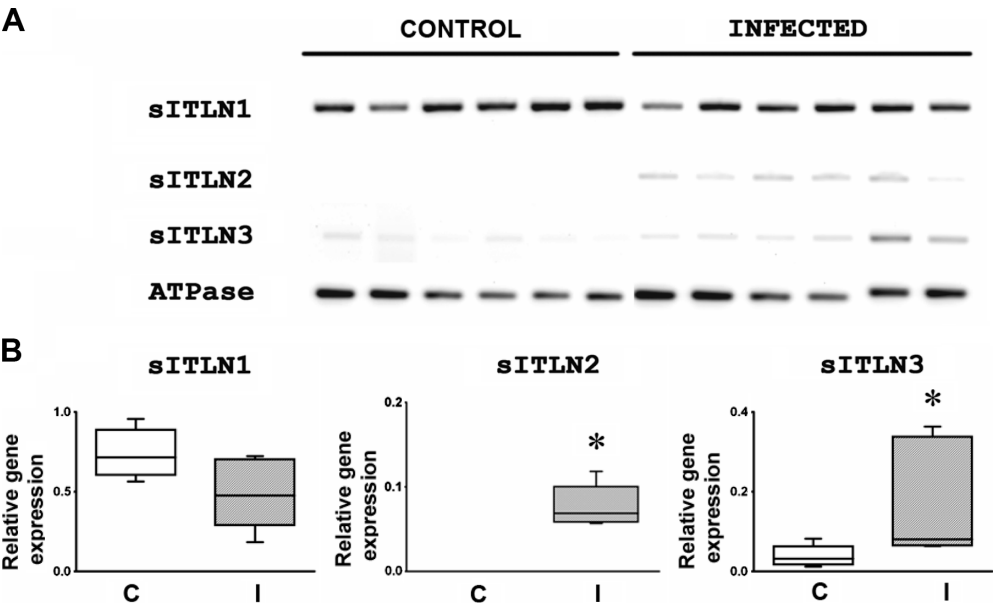 A
CONTROL INFECTED
sITLN1
sITLN2
sITLN3
ATPase
B
sITLN1 sITLN2 sITLN3
Relative gene expression
1.0
0.5
0.0
C I
Relative gene expression
0.2
0.1
0.0
*
C I
Relative gene expression
0.4
0.2
0.0
*
C I